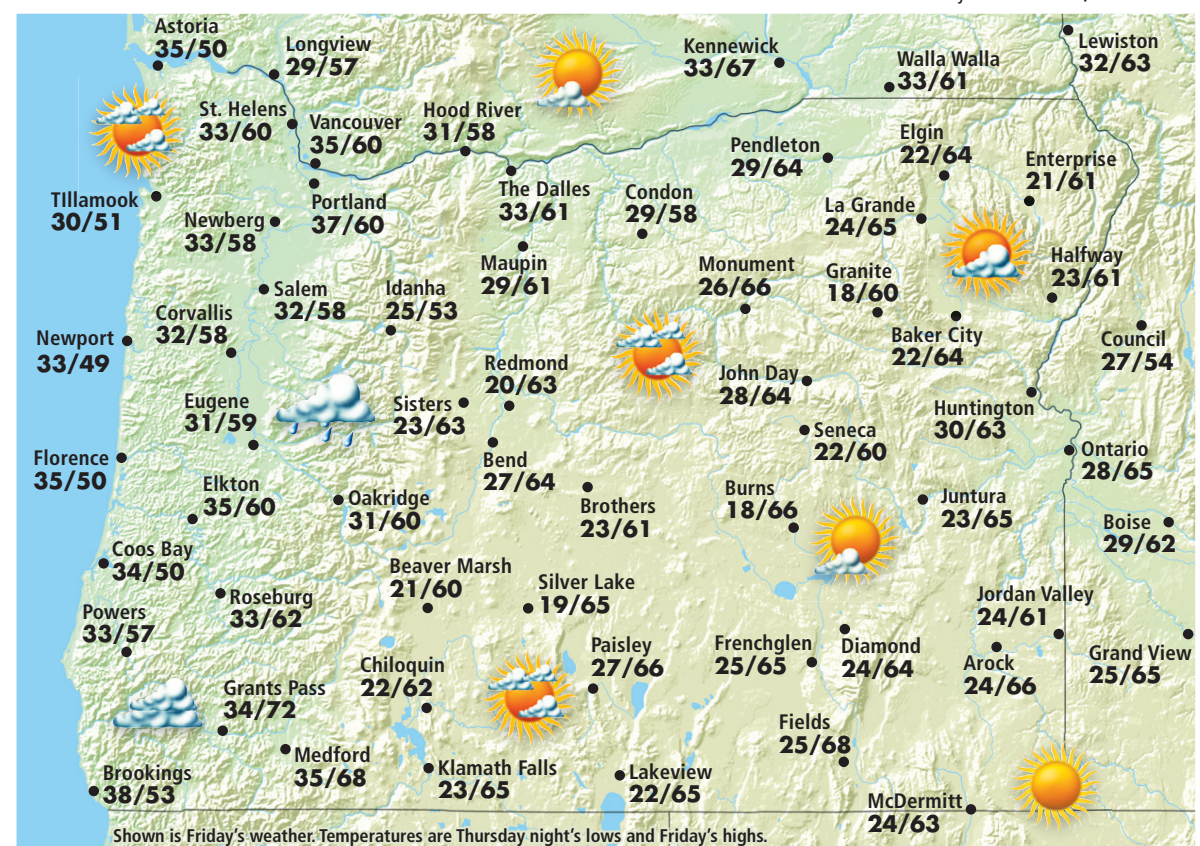 Astoria
35/50
Longview
29/57
Kennewick
33/67
Walla Walla
33/61
Lewiston
32/63
St. Helens
33/60
Vancouver
35/60
Hood River
31/58
Pendleton
29/64
Elgin
22/64
Enterprise
21/61
TIllamook
30/51
Newberg
33/58
Portland
37/60
The Dalles
33/61
Condon
29/58
La Grande
24/65
Maupin
29/61
Monument
26/66
Granite
18/60
Halfway
23/61
Salem
32/58
Idanha
25/53
Corvallis
32/58
Newport
33/49
Baker City
22/64
Council
27/54
Redmond
20/63
John Day
28/64
Eugene
31/59
Sisters
23/63
Huntington
30/63
Seneca
22/60
Florence
35/50
Bend
27/64
Ontario
28/65
Elkton
35/60
Oakridge
31/60
Brothers
23/61
Burns
18/66
Juntura
23/65
Boise
29/62
Coos Bay
34/50
Beaver Marsh
21/60
Silver Lake
19/65
Roseburg
33/62
Jordan Valley
24/61
Powers
33/57
Paisley
27/66
Frenchglen
25/65
Diamond
24/64
Arock
24/66
Grand View
25/65
Chiloquin
22/62
Grants Pass
34/72
Fields
25/68
Medford
35/68
Klamath Falls
23/65
Lakeview
22/65
Brookings
38/53
McDermitt
24/63
Shown is Friday's weather. Temperatures are Thursday night's lows and Friday's highs.